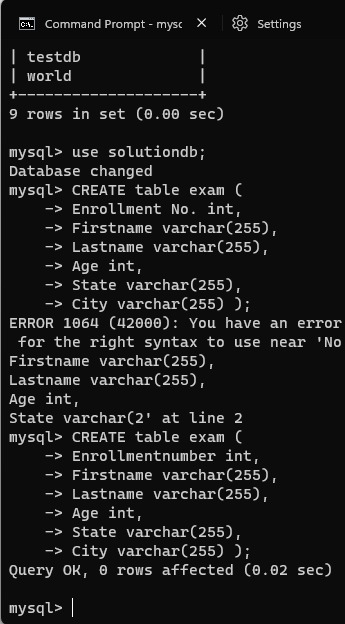 Command Prompt - mysc
Settings
| testdb |
| world |
+--------------------+
9 rows in set (0.00 sec)
mysql> use solutiondb;
Database changed
mysql> CREATE table exam (
-> Enrollment No. int,
-> Firstname varchar(255),
-> Lastname varchar(255),
-> Age int,
-> State varchar(255),
-> City varchar(255) );
ERROR 1064 (42000): You have an error
for the right syntax to use near 'No
Firstname varchar(255),
Lastname varchar(255),
Age int,
State varchar(2' at line 2
mysql> CREATE table exam (
-> Enrollmentnumber int,
-> Firstname varchar(255),
-> Lastname varchar(255),
-> Age int,
-> State varchar(255),
-> City varchar(255) );
Query OK, 0 rows affected (0.02 sec)
mysql>